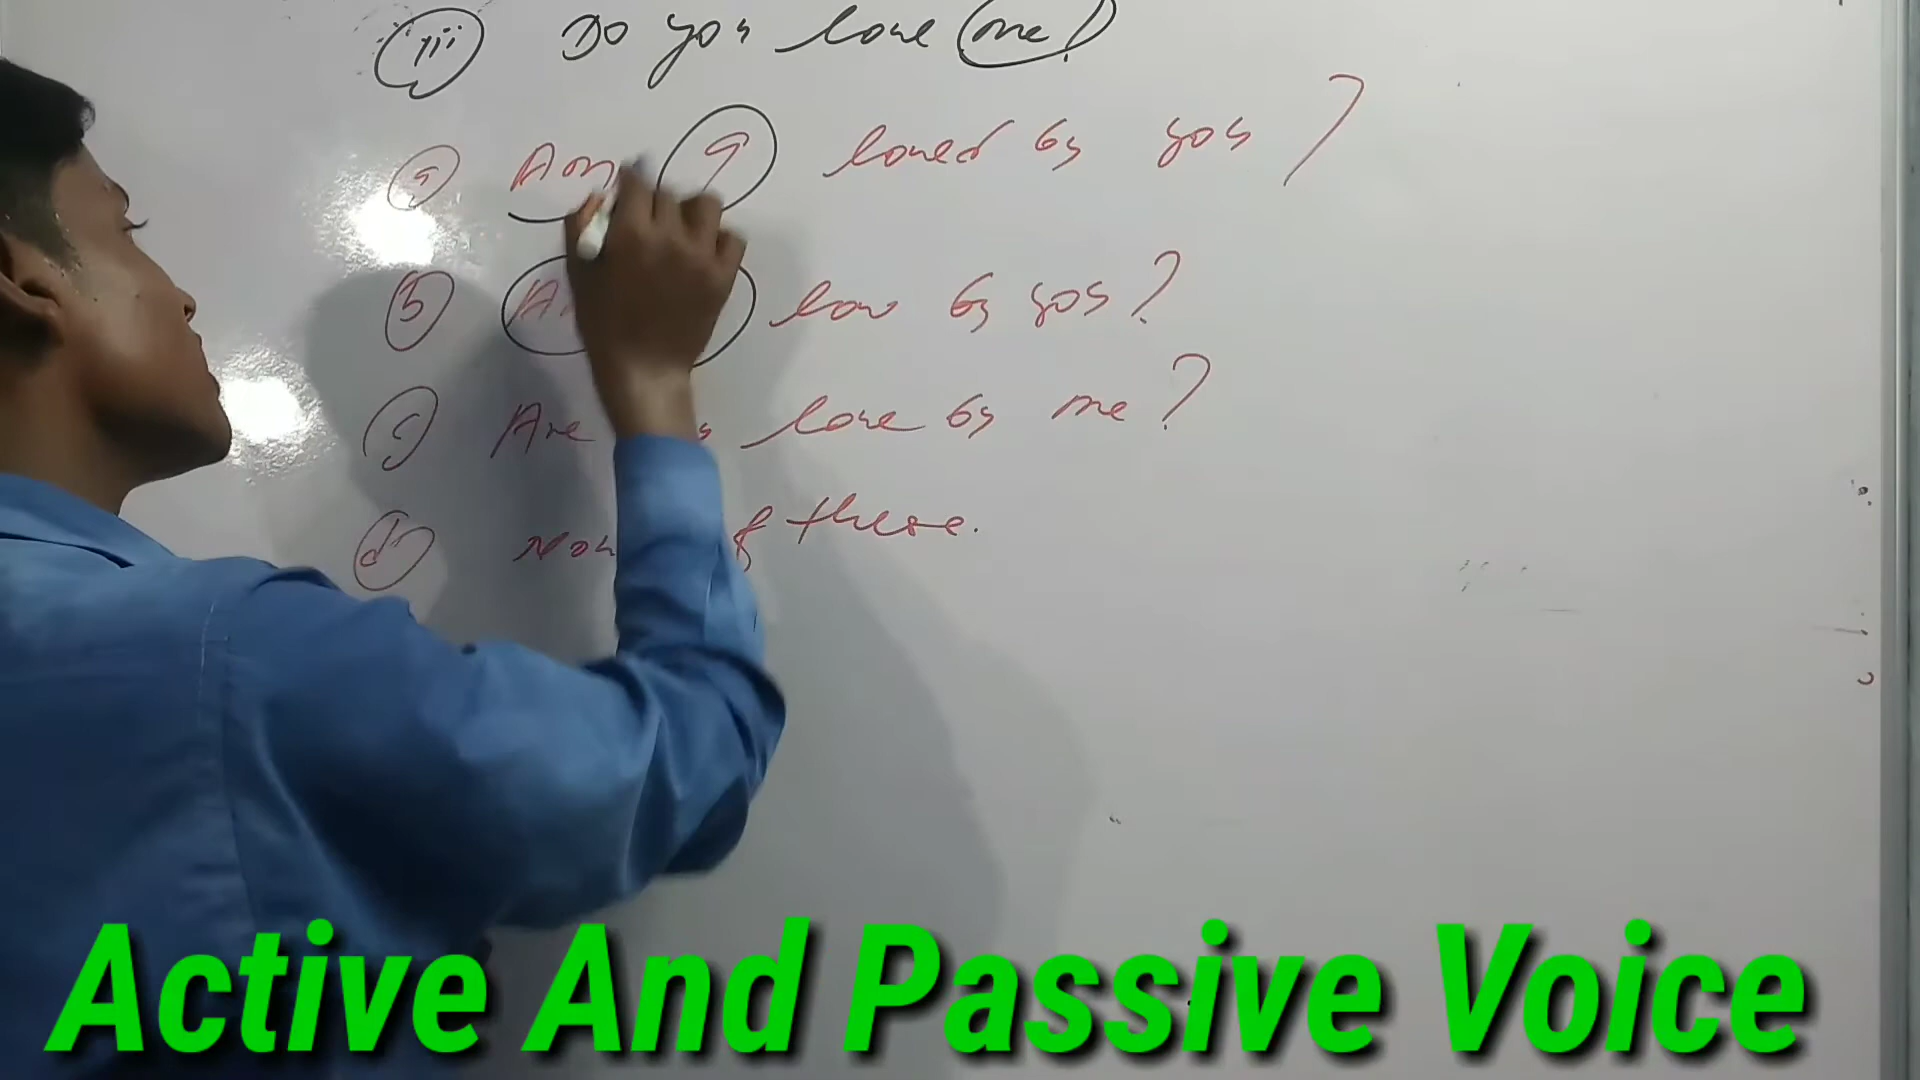 (iii) Do you love me?
(a) Am I loved by you?
(b) love by you?
(c) Are love by me?
(d) of these.
Active And Passive Voice